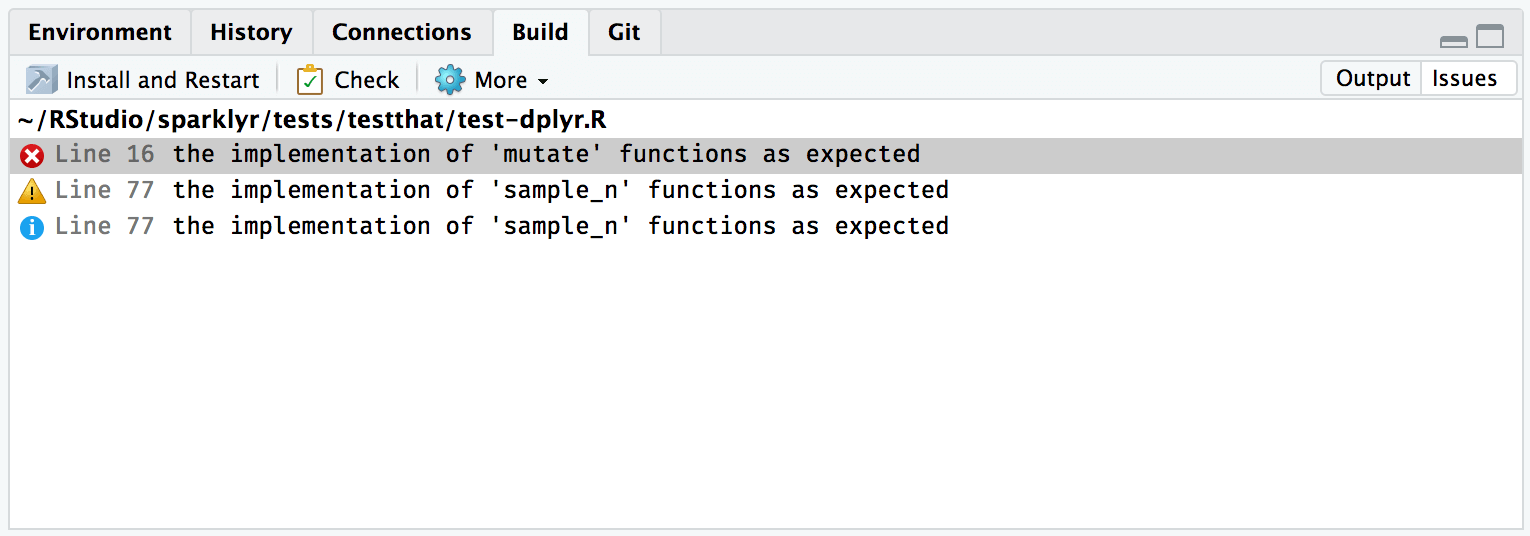 Environment History Connections Build Git
Install and Restart Check More Output Issues
~/RStudio/sparklyr/tests/testthat/test-dplyr.R
Line 16 the implementation of 'mutate' functions as expected
Line 77 the implementation of 'sample_n' functions as expected
Line 77 the implementation of 'sample_n' functions as expected